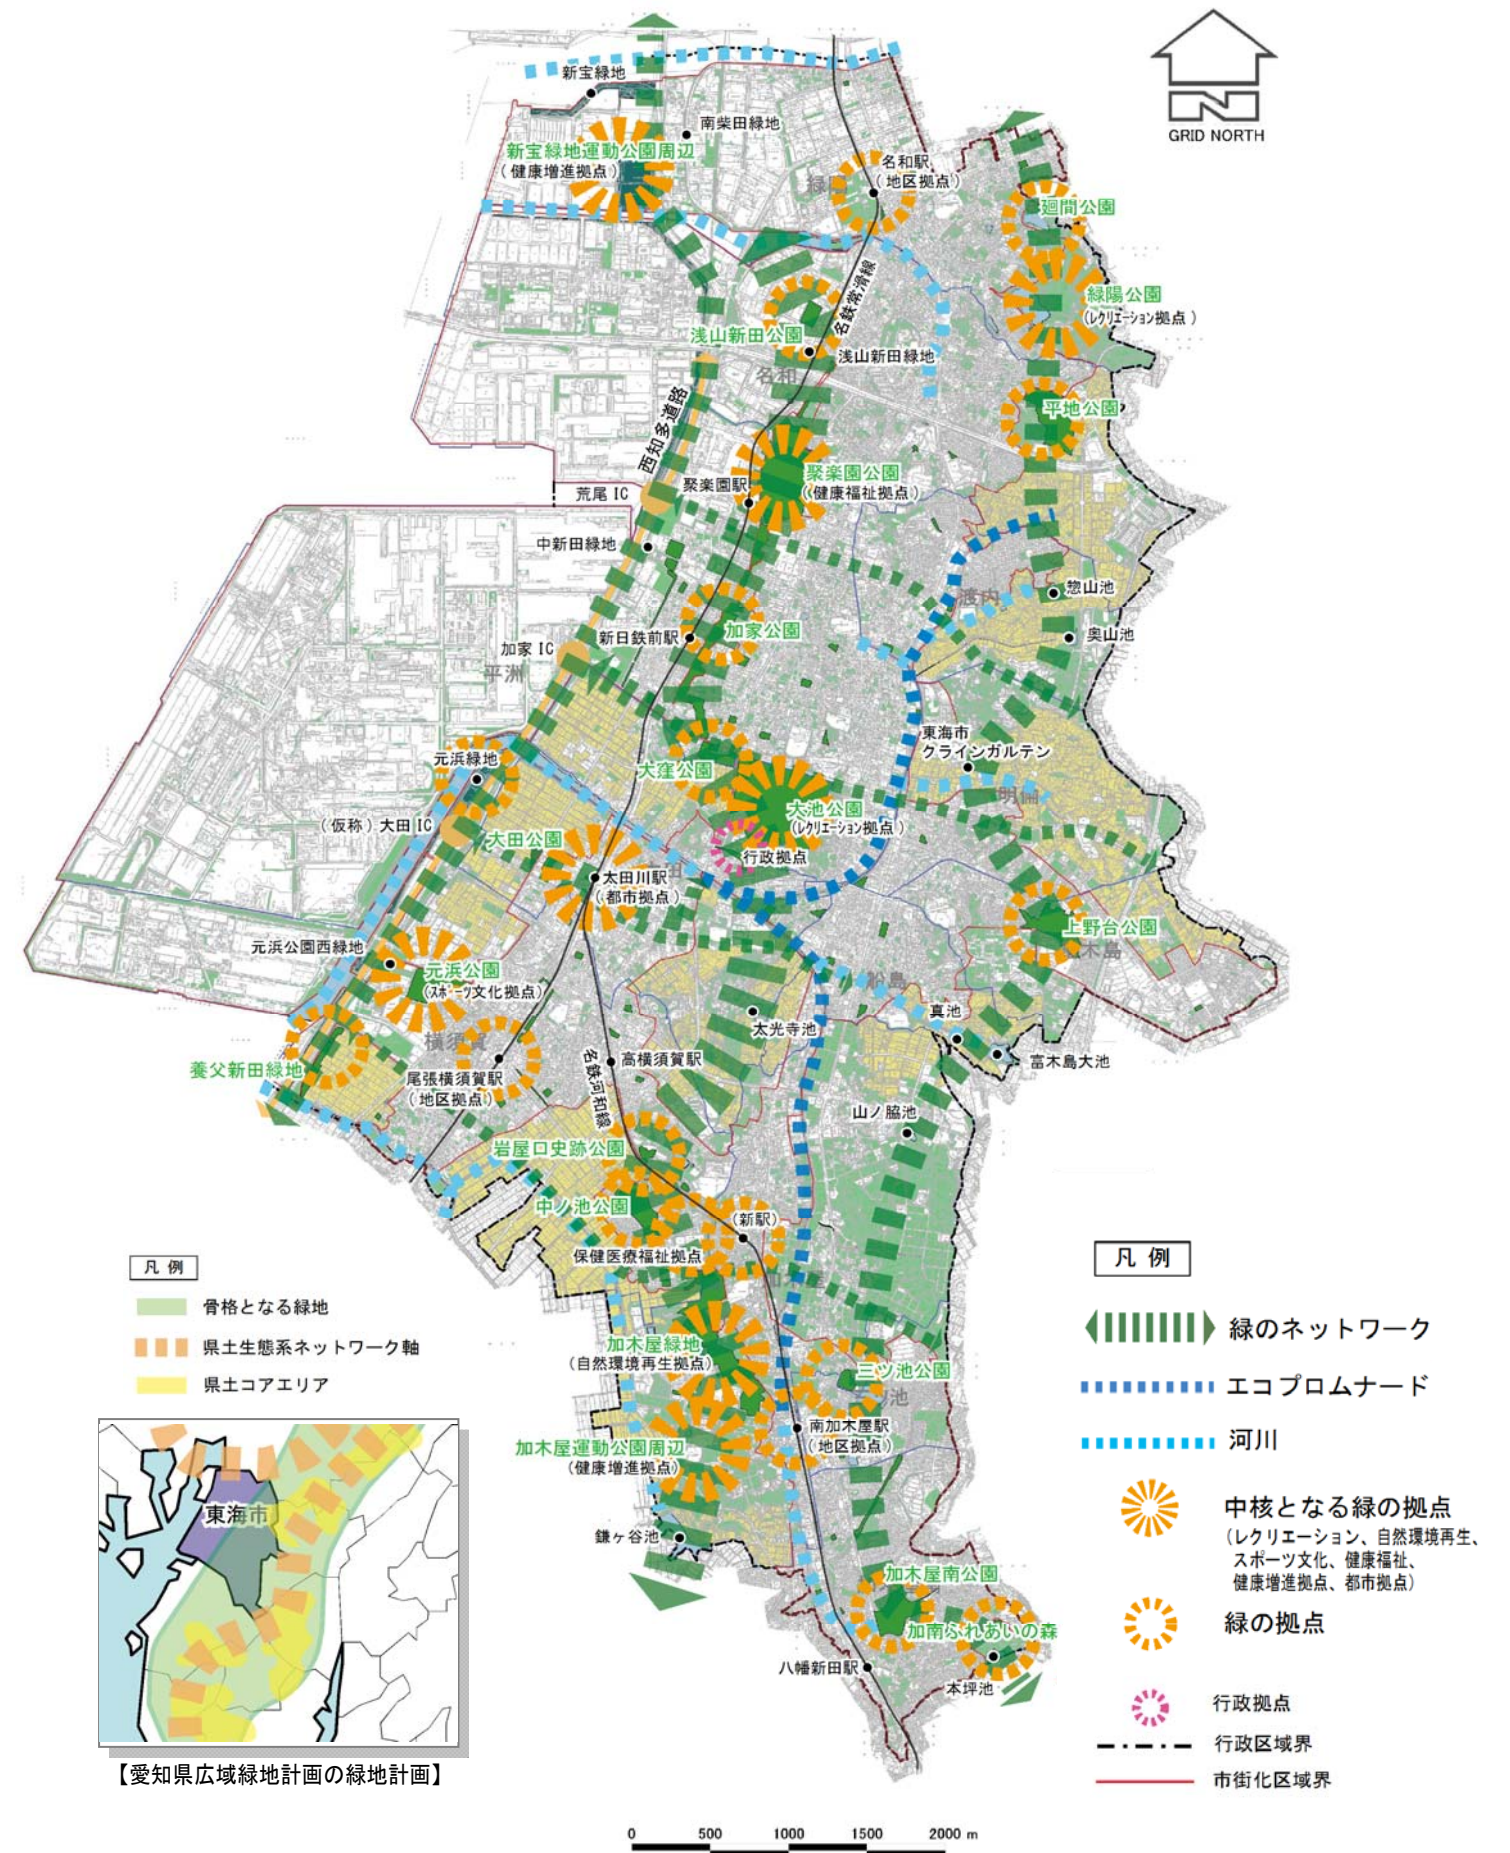 GRID NORTH
新宝緑地
南柴田緑地
新宝緑地運動公園周辺
(健康増進拠点)
名和駅
(地区拠点)
緑陽
廻間公園
緑陽公園
(レクリエーション拠点)
名鉄常滑線
浅山新田公園
浅山新田緑地
名和
平地公園
西知多道路
聚楽園公園
(健康福祉拠点)
聚楽園駅
荒尾 IC
中新田緑地
惣山池
渡内
加家公園
新日鉄前駅
奥山池
加家 IC
平洲
東海市
クラインガルテン
元浜緑地
大窪公園
明倫
大池公園
(レクリエーション拠点)
(仮称)大田 IC
大田公園
行政拠点
太田川駅
(都市拠点)
上野台公園
元浜公園西緑地
元浜公園
(スポーツ文化拠点)
船島
真池
太光寺池
横須賀
養父新田緑地
尾張横須賀駅
(地区拠点)
名鉄河和線
高横須賀駅
富木島大池
山ノ脇池
岩屋口史跡公園
中ノ池公園
(新駅)
保健医療福祉拠点
加木屋緑地
(自然環境再生拠点)
三ツ池公園
南加木屋駅
(地区拠点)
加木屋運動公園周辺
(健康増進拠点)
鎌ヶ谷池
加木屋南公園
加南ふれあいの森
八幡新田駅
本坪池
凡 例
骨格となる緑地
県土生態系ネットワーク軸
県土コアエリア
東海市
【愛知県広域緑地計画の緑地計画】
凡 例
緑のネットワーク
エコプロムナード
河川
中核となる緑の拠点
(レクリエーション、自然環境再生、
スポーツ文化、健康福祉、
健康増進拠点、都市拠点)
緑の拠点
行政拠点
行政区域界
市街化区域界
0 500 1000 1500 2000 m